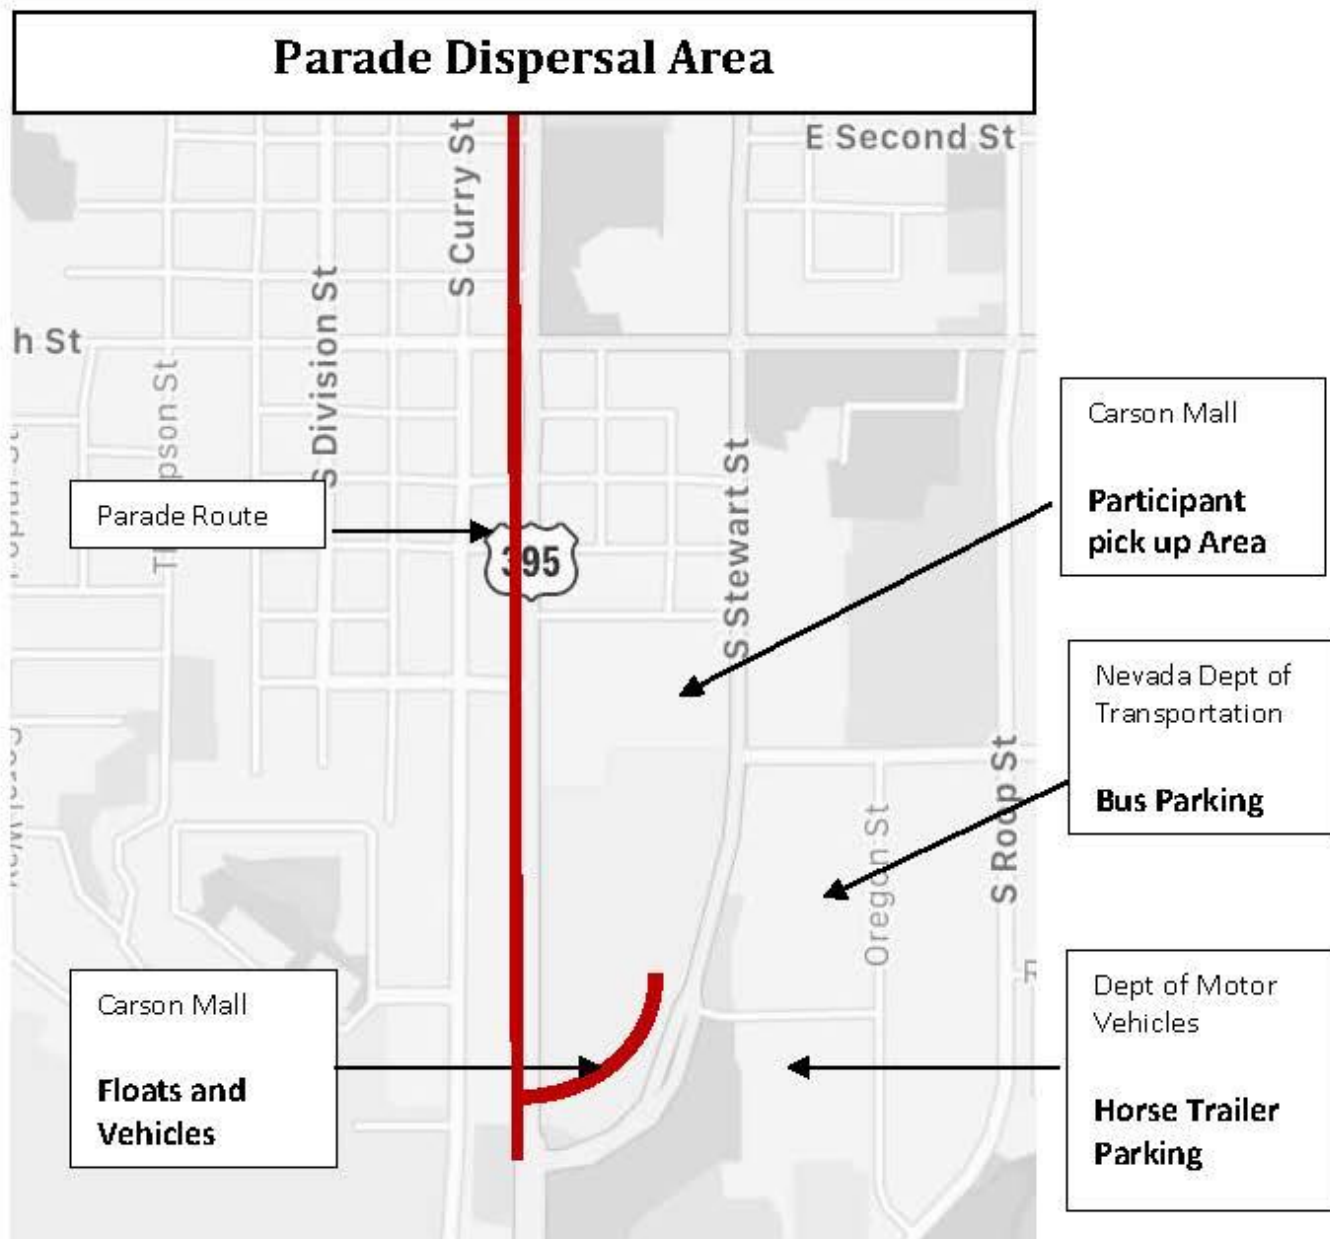 Parade Dispersal Area
E Second St
S Curry St
S Division St
h St
S Stewart St
Parade Route
395
Carson Mall
Participant
pick up Area
Nevada Dept of
Transportation
Bus Parking
S Roop St
Oregon St
Carson Mall
Floats and
Vehicles
Dept of Motor
Vehicles
Horse Trailer
Parking